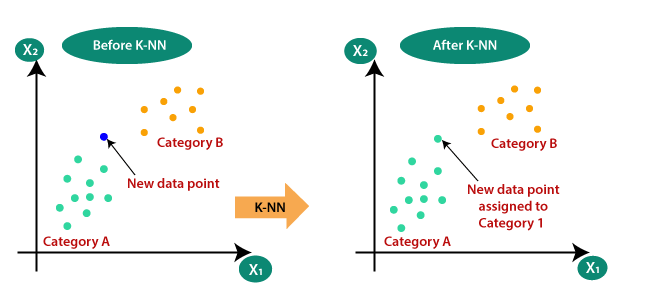 Before K-NN
X₂
Category B
New data point
Category A
X₁
K-NN
After K-NN
X₂
Category B
New data point
assigned to
Category 1
Category A
X₁